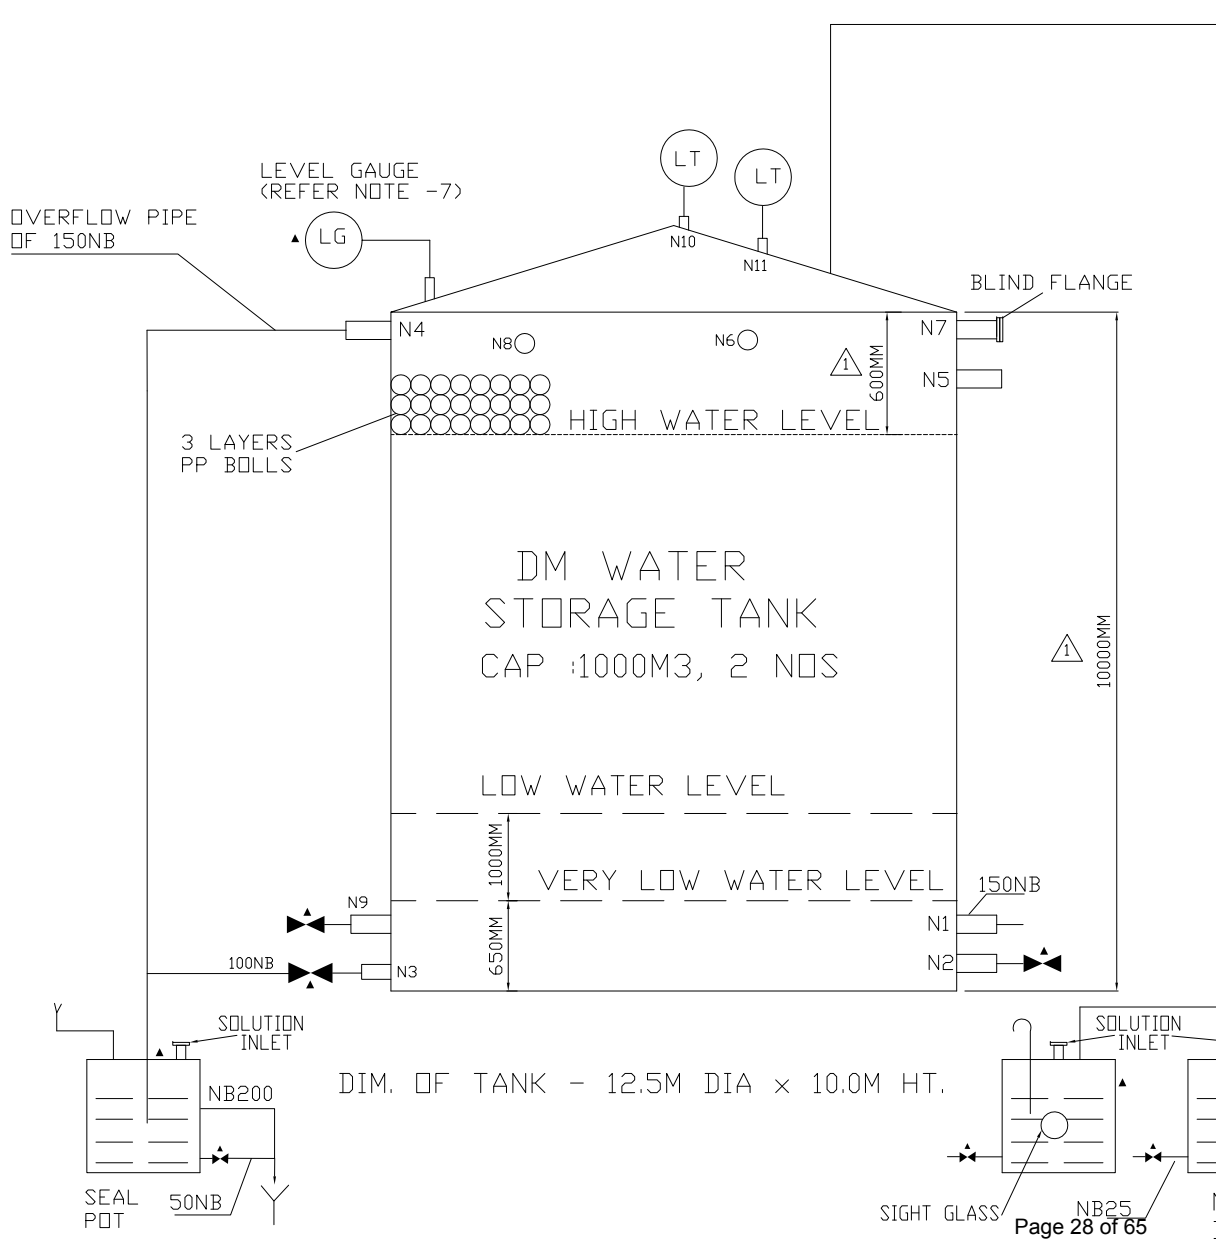 LT
LT
LEVEL GAUGE
(REFER NOTE -7)
OVERFLOW PIPE
OF 150NB
LG
N10
N11
BLIND FLANGE
N4
N7
N8
N6
1
600MM
N5
HIGH WATER LEVEL
3 LAYERS
PP BOLLS
DM WATER
STORAGE TANK
CAP :1000M3, 2 NOS
1
10000MM
LOW WATER LEVEL
1000MM
VERY LOW WATER LEVEL
150NB
N9
N1
650MM
100NB
N3
N2
SOLUTION
INLET
SOLUTION
INLET
DIM. OF TANK - 12.5M DIA x 10.0M HT.
NB200
SEAL
POT
50NB
SIGHT GLASS
NB25
Page 28 of 65